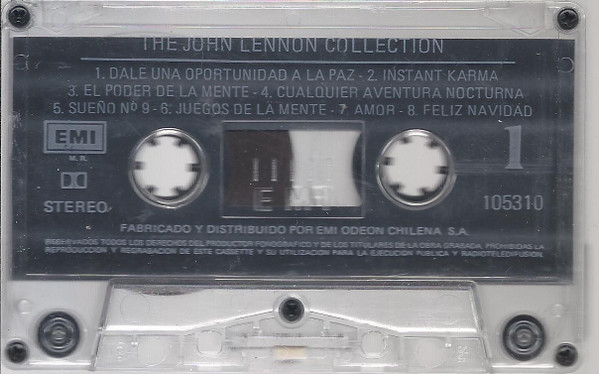 THE JOHN LENNON COLLECTION
1. DALE UNA OPORTUNIDAD A LA PAZ - 2. INSTANT KARMA
3. EL PODER DE LA MENTE - 4. CUALQUIER AVENTURA NOCTURNA
5. SUEÑO Nº 9 - 6. JUEGOS DE LA MENTE - 7. AMOR - 8. FELIZ NAVIDAD
EMI
M.R.
1
STEREO
EMI
105310
FABRICADO Y DISTRIBUIDO POR EMI ODEON CHILENA S.A.
RESERVADOS TODOS LOS DERECHOS DEL PRODUCTOR FONOGRAFICO Y DE LOS TITULARES DE LA OBRA GRABADA. PROHIBIDAS LA
REPRODUCCION Y REGRABACION DE ESTE CASSETTE Y SU UTILIZACION PARA LA EJECUCION PUBLICA Y RADIOTELEDIFUSION.